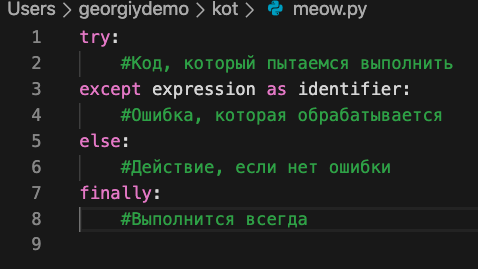 Users > georgiydemo > kot > meow.py
1 try:
2     #Код, который пытаемся выполнить
3 except expression as identifier:
4     #Ошибка, которая обрабатывается
5 else:
6     #Действие, если нет ошибки
7 finally:
8     #Выполнится всегда
9